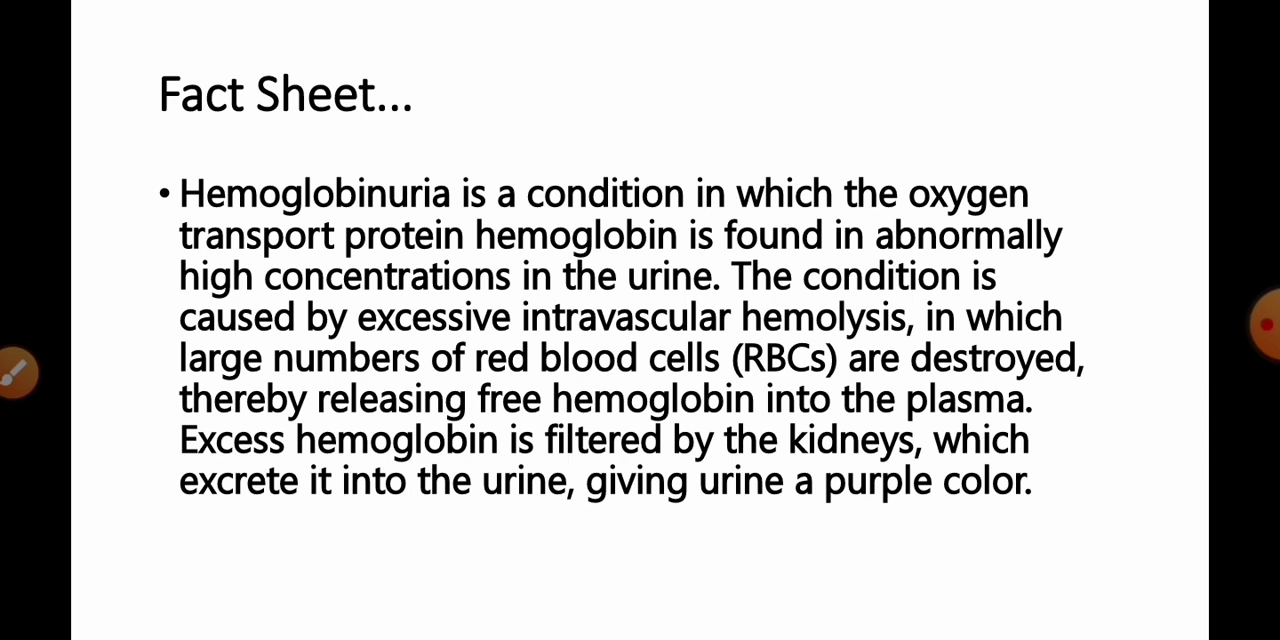 Fact Sheet...
• Hemoglobinuria is a condition in which the oxygen
transport protein hemoglobin is found in abnormally
high concentrations in the urine. The condition is
caused by excessive intravascular hemolysis, in which
large numbers of red blood cells (RBCs) are destroyed,
thereby releasing free hemoglobin into the plasma.
Excess hemoglobin is filtered by the kidneys, which
excrete it into the urine, giving urine a purple color.